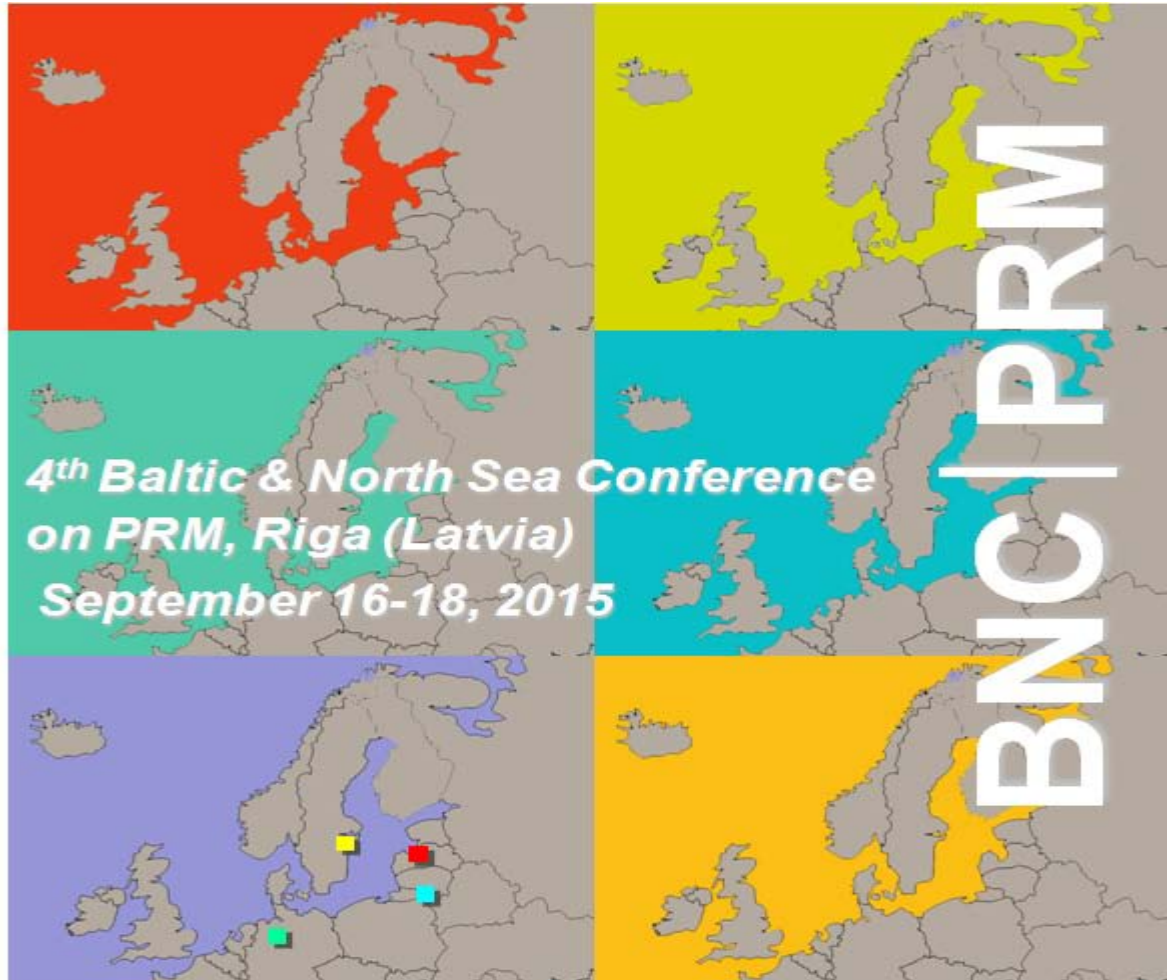 4th Baltic & North Sea Conference
on PRM, Riga (Latvia)
September 16-18, 2015
BNC | PRM